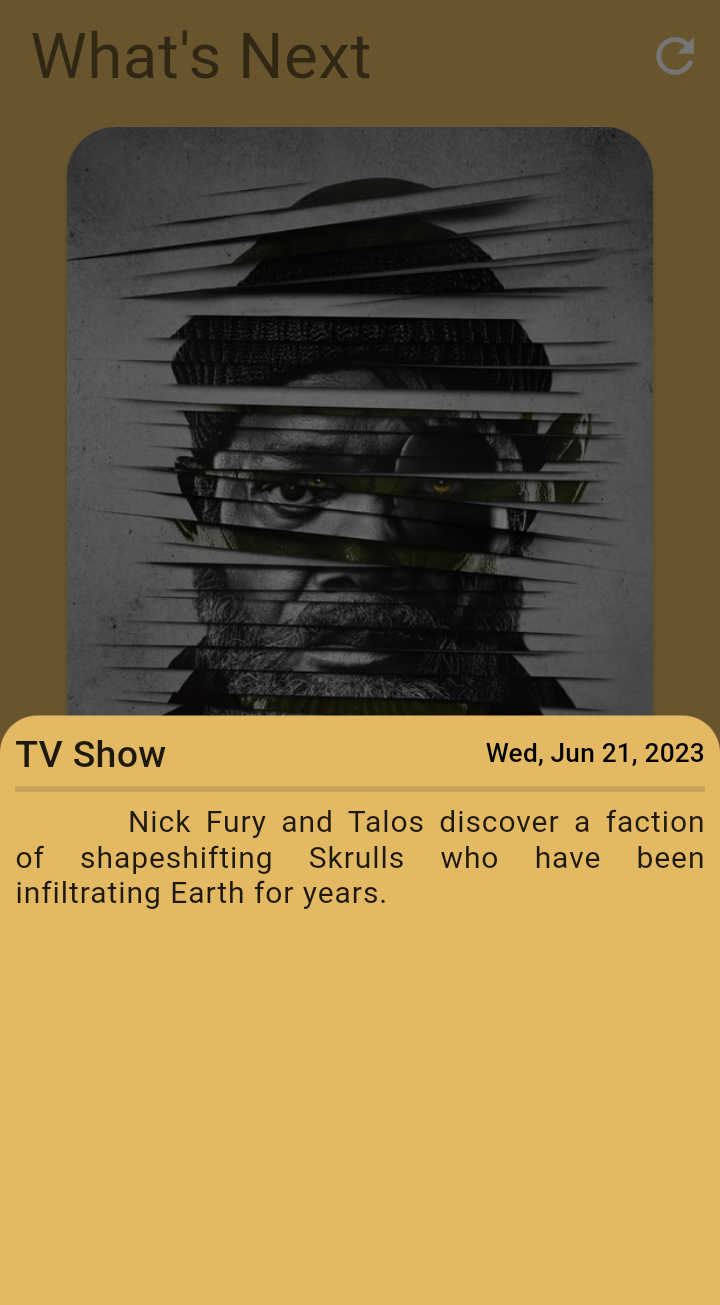 What's Next
TV Show
Wed, Jun 21, 2023
Nick Fury and Talos discover a faction
of shapeshifting Skrulls who have been
infiltrating Earth for years.